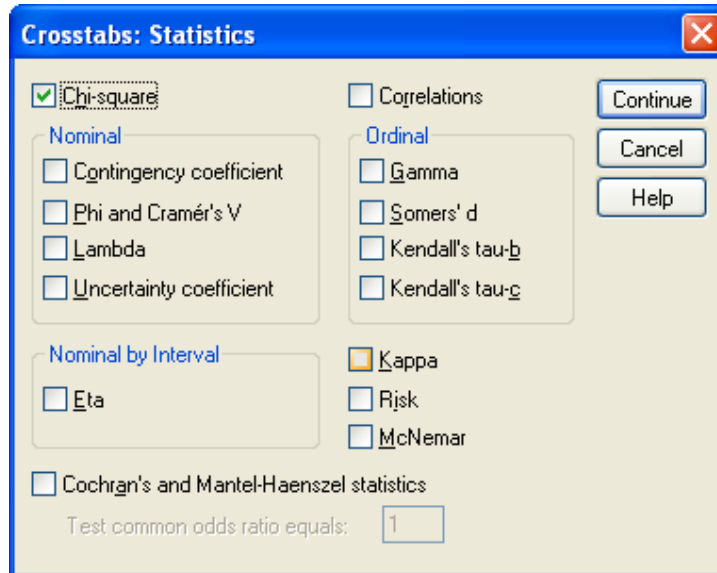 Crosstabs: Statistics
Chi-square
Correlations
Continue
Cancel
Help
Nominal
Contingency coefficient
Phi and Cramér's V
Lambda
Uncertainty coefficient
Ordinal
Gamma
Somers' d
Kendall's tau-b
Kendall's tau-c
Nominal by Interval
Eta
Kappa
Risk
McNemar
Cochran's and Mantel-Haenszel statistics
Test common odds ratio equals: 1